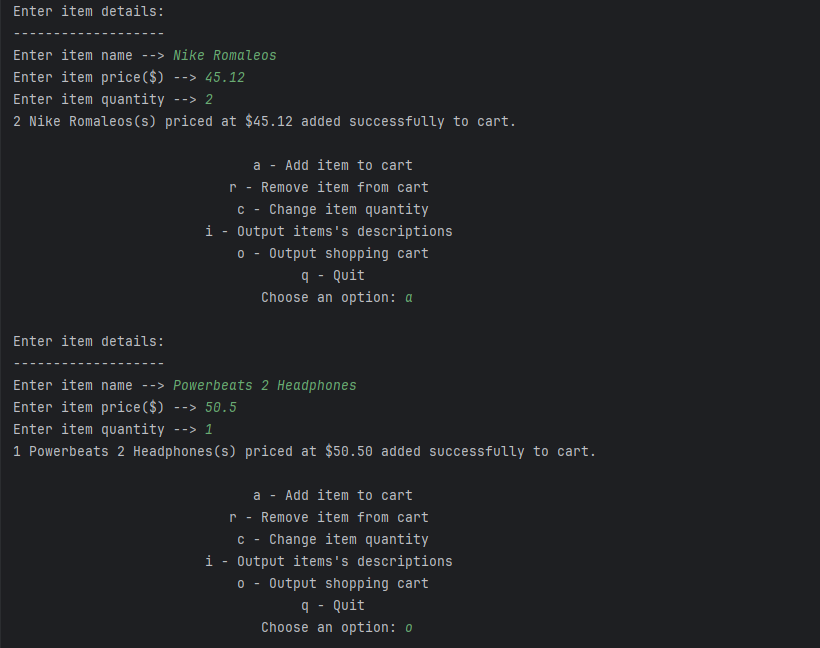 Enter item details:
-------------------
Enter item name --> Nike Romaleos
Enter item price($) --> 45.12
Enter item quantity --> 2
2 Nike Romaleos(s) priced at $45.12 added successfully to cart.
a - Add item to cart
r - Remove item from cart
c - Change item quantity
i - Output items's descriptions
o - Output shopping cart
q - Quit
Choose an option: a
Enter item details:
-------------------
Enter item name --> Powerbeats 2 Headphones
Enter item price($) --> 50.5
Enter item quantity --> 1
1 Powerbeats 2 Headphones(s) priced at $50.50 added successfully to cart.
a - Add item to cart
r - Remove item from cart
c - Change item quantity
i - Output items's descriptions
o - Output shopping cart
q - Quit
Choose an option: o